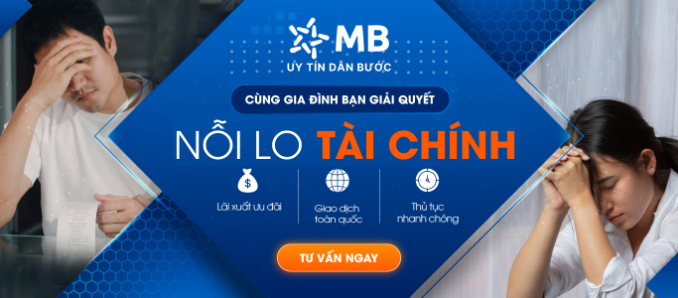 MB
UY TÍN DẪN BƯỚC
CÙNG GIA ĐÌNH BẠN GIẢI QUYẾT
NỖI LO TÀI CHÍNH
Lãi xuất ưu đãi
Giao dịch
toàn quốc
Thủ tục
nhanh chóng
TƯ VẤN NGAY